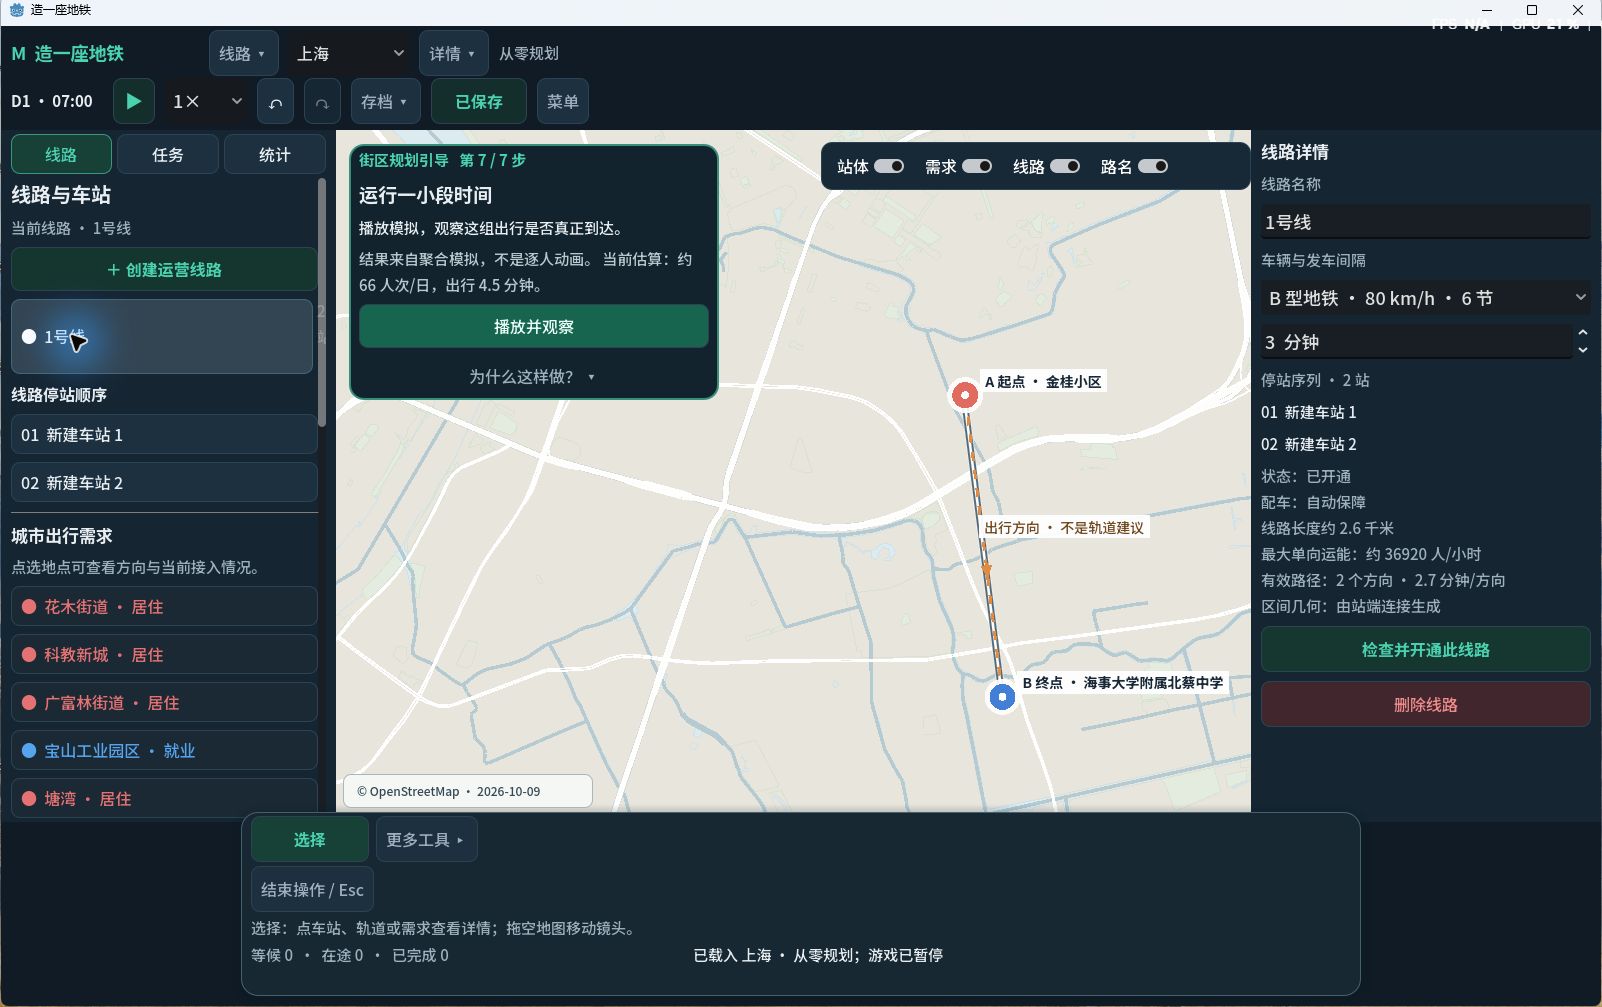 造一座地铁
FPS N/A | GPU 21% |
M 造一座地铁
线路 ▾
上海
详情 ▾
从零规划
D1 • 07:00
1×
存档 ▾
已保存
菜单
线路
任务
统计
线路与车站
当前线路 • 1号线
＋ 创建运营线路
1号线
2
站
线路停站顺序
01 新建车站 1
02 新建车站 2
城市出行需求
点选地点可查看方向与当前接入情况。
花木街道 • 居住
科教新城 • 居住
广富林街道 • 居住
宝山工业园区 • 就业
塘湾 • 居住
街区规划引导 第 7 / 7 步
运行一小段时间
播放模拟，观察这组出行是否真正到达。
结果来自聚合模拟，不是逐人动画。 当前估算：约
66 人次/日，出行 4.5 分钟。
播放并观察
为什么这样做？ ▾
站体
需求
线路
路名
A 起点 • 金桂小区
出行方向 • 不是轨道建议
B 终点 • 海事大学附属北蔡中学
© OpenStreetMap • 2026-10-09
线路详情
线路名称
1号线
车辆与发车间隔
B 型地铁 • 80 km/h • 6 节
3 分钟
停站序列 • 2 站
01 新建车站 1
02 新建车站 2
状态：已开通
配车：自动保障
线路长度约 2.6 千米
最大单向运能：约 36920 人/小时
有效路径：2 个方向 • 2.7 分钟/方向
区间几何：由站端连接生成
检查并开通此线路
删除线路
选择
更多工具 ▸
结束操作 / Esc
选择：点车站、轨道或需求查看详情；拖空地图移动镜头。
等候 0 • 在途 0 • 已完成 0
已载入 上海 • 从零规划；游戏已暂停